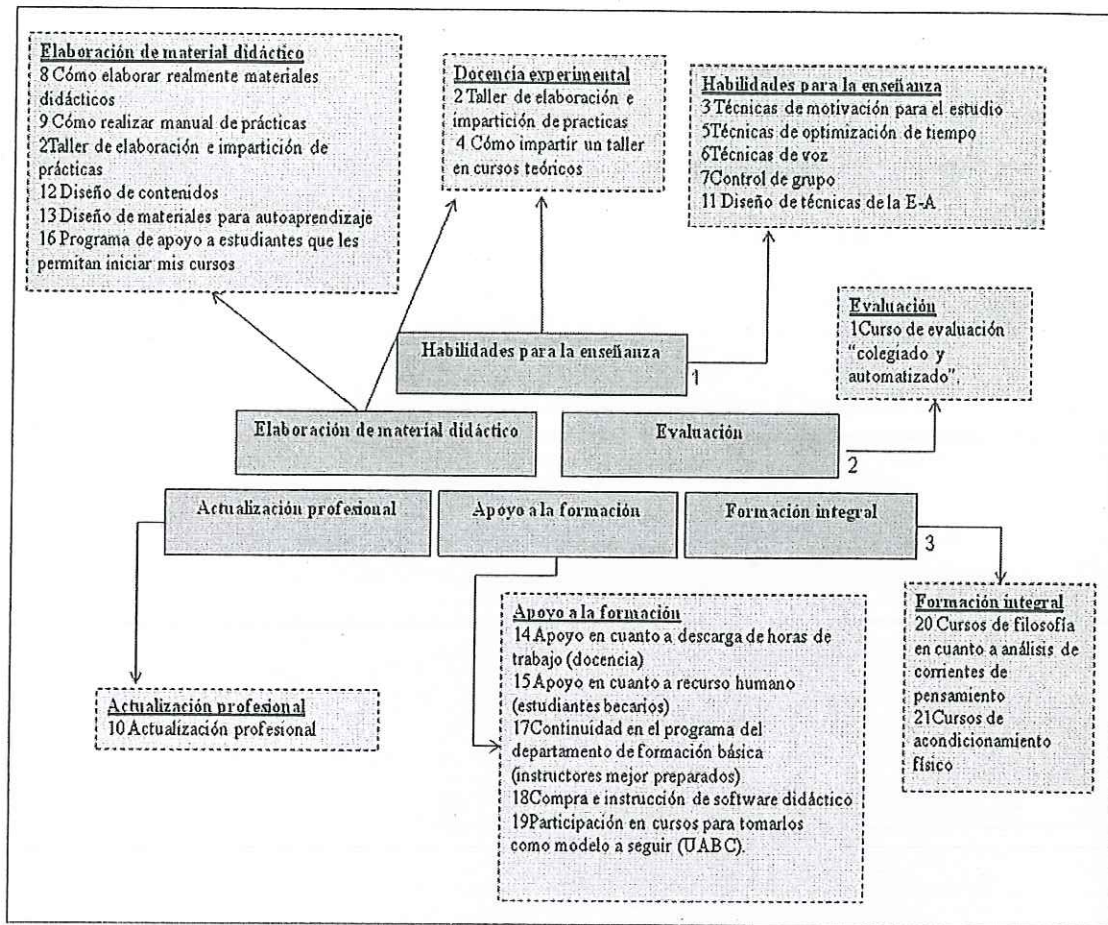 Elaboración de material didáctico
8 Cómo elaborar realmente materiales
didácticos
9 Cómo realizar manual de prácticas
2Taller de elaboración e impartición de
prácticas
12 Diseño de contenidos
13 Diseño de materiales para autoaprendizaje
16 Programa de apoyo a estudiantes que les
permitan iniciar mis cursos
Docencia experimental
2 Taller de elaboración e
impartición de practicas
4 Cómo impartir un taller
en cursos teóricos
Habilidades para la enseñanza
3Técnicas de motivación para el estudio
5Técnicas de optimización de tiempo
6Técnicas de voz
7Control de grupo
11 Diseño de técnicas de la E-A
Evaluación
1Curso de evaluación
"colegiado y
automatizado".
Habilidades para la enseñanza
1
Elaboración de material didáctico
Evaluación
2
Actualización profesional
Apoyo a la formación
Formación integral
3
Actualización profesional
10 Actualización profesional
Apoyo a la formación
14 Apoyo en cuanto a descarga de horas de
trabajo (docencia)
15 Apoyo en cuanto a recurso humano
(estudiantes becarios)
17Continuidad en el programa del
departamento de formación básica
(instructores mejor preparados)
18Compra e instrucción de software didáctico
19Participación en cursos para tomarlos
como modelo a seguir (UABC).
Formación integral
20 Cursos de filosofía
en cuanto a análisis de
corrientes de
pensamiento
21Cursos de
acondicionamiento
físico